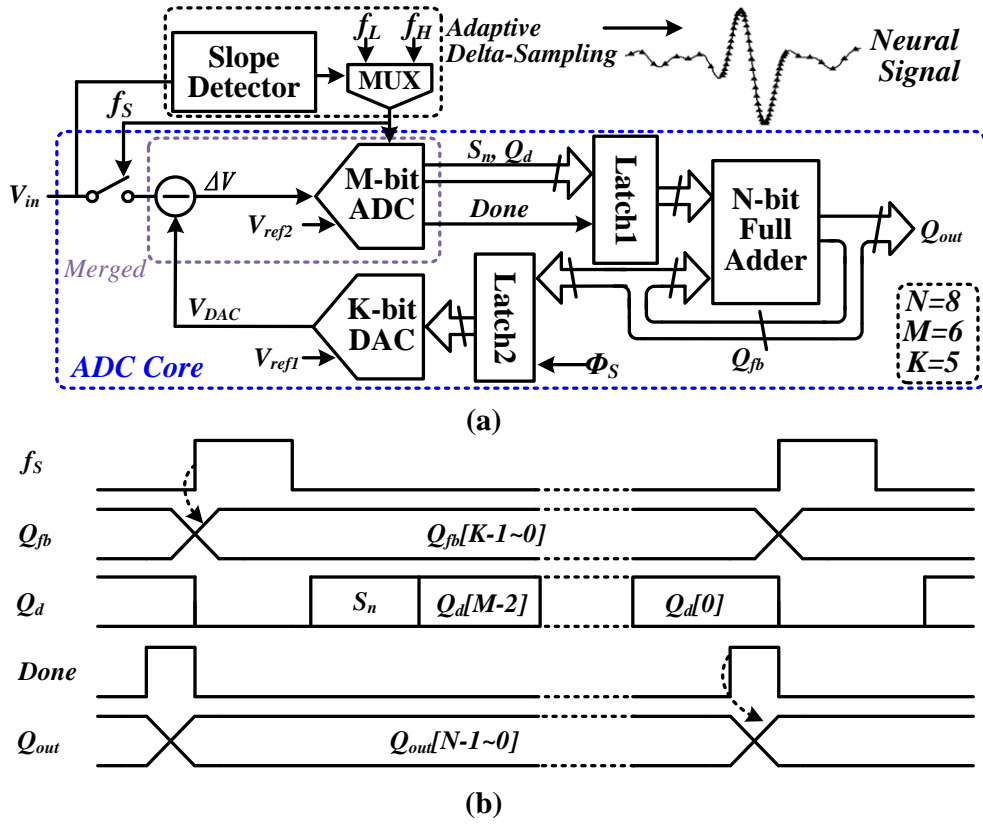 Slope
Detector
f_L
f_H
MUX
Adaptive
Delta-Sampling
Neural
Signal
f_S
V_in
−
ΔV
M-bit
ADC
S_n, Q_d
Done
V_ref2
Merged
Latch1
N-bit
Full
Adder
Q_out
V_DAC
K-bit
DAC
V_ref1
Latch2
Φ_S
Q_fb
N=8
M=6
K=5
ADC Core
(a)
f_S
Q_fb
Q_fb[K-1~0]
Q_d
S_n
Q_d[M-2]
Q_d[0]
Done
Q_out
Q_out[N-1~0]
(b)